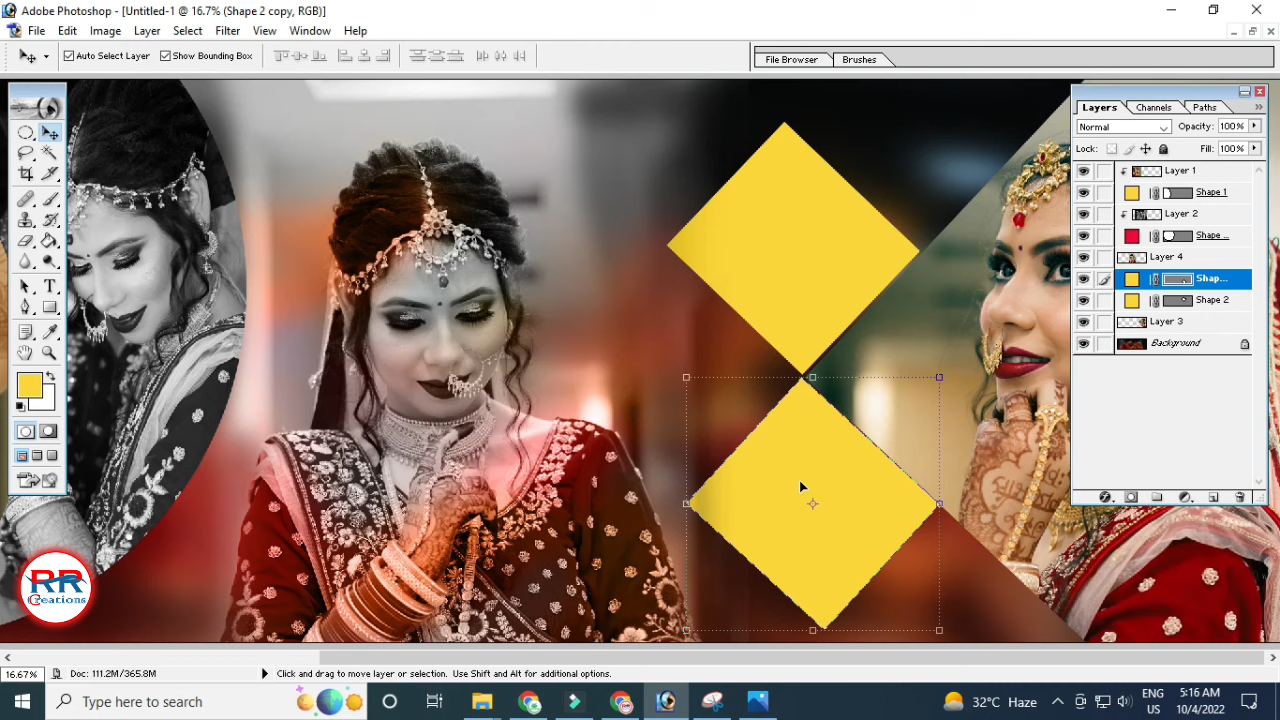 Adobe Photoshop - [Untitled-1 @ 16.7% (Shape 2 copy, RGB)]
File Edit Image Layer Select Filter View Window Help
Auto Select Layer Show Bounding Box
File Browser Brushes
Layers Channels Paths
Normal Opacity: 100%
Lock: Fill: 100%
Layer 1
Shape 1
Layer 2
Shape ...
Layer 4
Shap...
Shape 2
Layer 3
Background
T
RR
Creations
16.67% Doc: 111.2M/365.8M Click and drag to move layer or selection. Use Shift and Alt for additional options.
Type here to search
32°C Haze
ENG
US
5:16 AM
10/4/2022